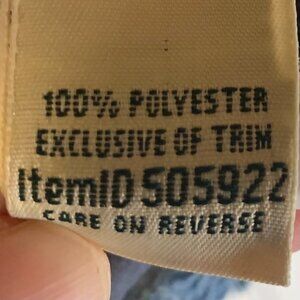 100% POLYESTER
EXCLUSIVE OF TRIM
ItemID 505922
CARE ON REVERSE